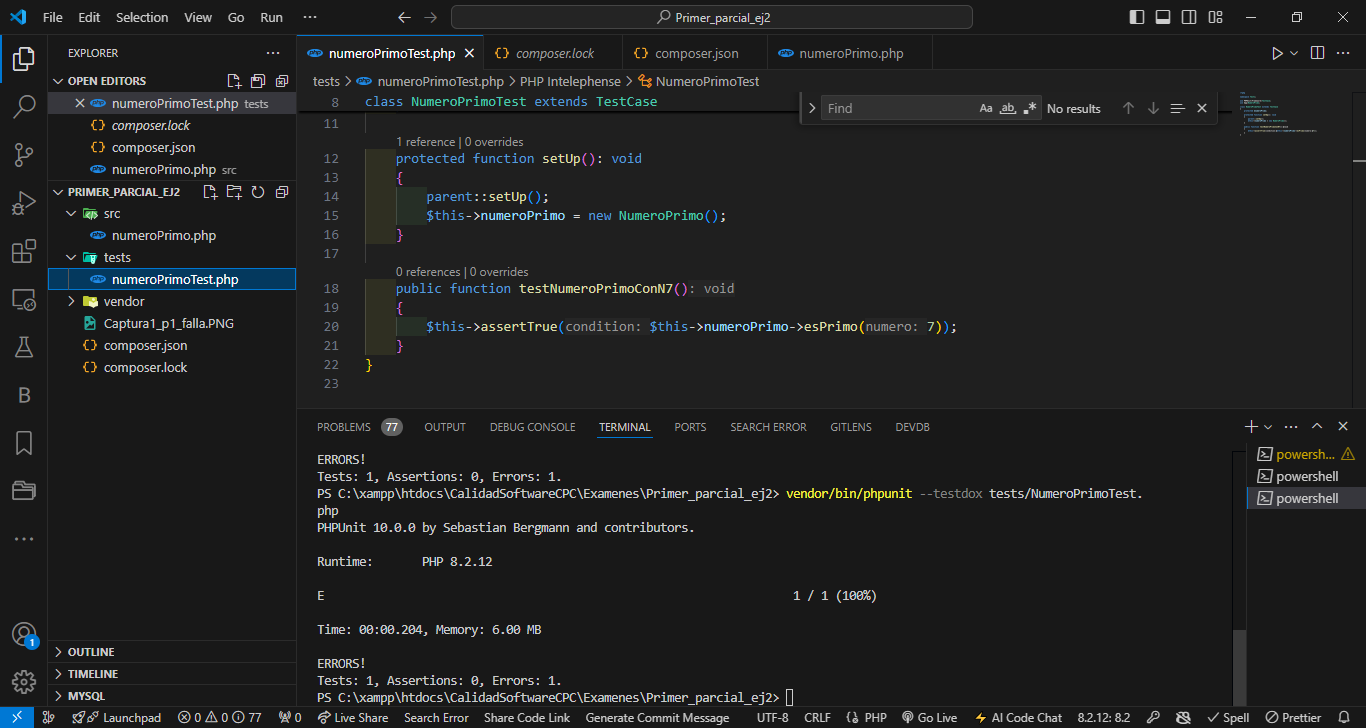 File Edit Selection View Go Run ··· Primer_parcial_ej2
EXPLORER
OPEN EDITORS
numeroPrimoTest.php tests
composer.lock
composer.json
numeroPrimo.php src
PRIMER_PARCIAL_EJ2
src
numeroPrimo.php
tests
numeroPrimoTest.php
vendor
Captura1_p1_falla.PNG
composer.json
composer.lock
OUTLINE
TIMELINE
MYSQL
B
1
numeroPrimoTest.php composer.lock composer.json numeroPrimo.php
tests > numeroPrimoTest.php > PHP Intelephense > NumeroPrimoTest
8 class NumeroPrimoTest extends TestCase
Find Aa ab .* No results
11
1 reference | 0 overrides
12 protected function setUp(): void
13 {
14 parent::setUp();
15 $this->numeroPrimo = new NumeroPrimo();
16 }
17
0 references | 0 overrides
18 public function testNumeroPrimoConN7(): void
19 {
20 $this->assertTrue(condition: $this->numeroPrimo->esPrimo(numero: 7));
21 }
22 }
23
PROBLEMS 77 OUTPUT DEBUG CONSOLE TERMINAL PORTS SEARCH ERROR GITLENS DEVDB
ERRORS!
Tests: 1, Assertions: 0, Errors: 1.
PS C:\xampp\htdocs\CalidadSoftwareCPC\Examenes\Primer_parcial_ej2> vendor/bin/phpunit --testdox tests/NumeroPrimoTest.
php
PHPUnit 10.0.0 by Sebastian Bergmann and contributors.
Runtime: PHP 8.2.12
E 1 / 1 (100%)
Time: 00:00.204, Memory: 6.00 MB
ERRORS!
Tests: 1, Assertions: 0, Errors: 1.
PS C:\xampp\htdocs\CalidadSoftwareCPC\Examenes\Primer_parcial_ej2>
powersh...
powershell
powershell
Launchpad 0 0 77 0 Live Share Search Error Share Code Link Generate Commit Message UTF-8 CRLF PHP Go Live AI Code Chat 8.2.12: 8.2 Spell Prettier